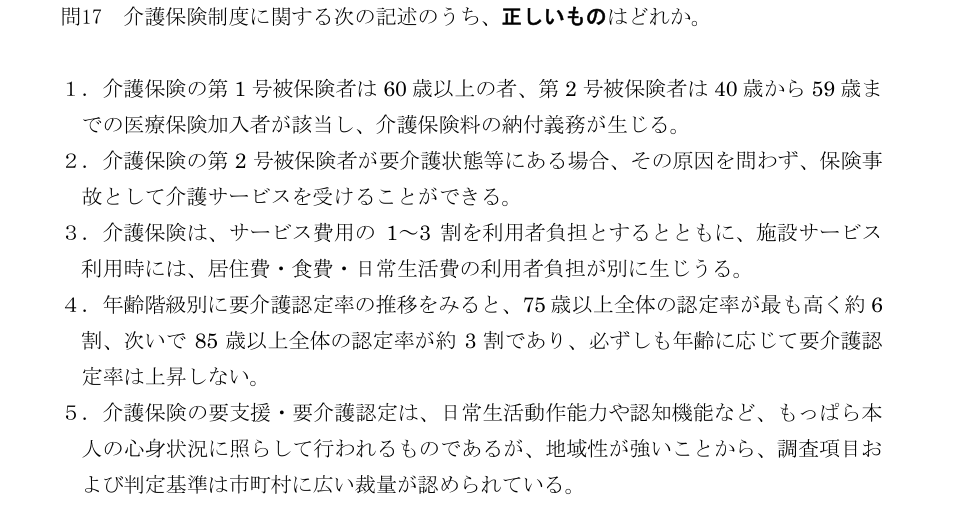 問17　介護保険制度に関する次の記述のうち、正しいものはどれか。
１．介護保険の第 1 号被保険者は 60 歳以上の者、第 2 号被保険者は 40 歳から 59 歳ま
での医療保険加入者が該当し、介護保険料の納付義務が生じる。
２．介護保険の第 2 号被保険者が要介護状態等にある場合、その原因を問わず、保険事
故として介護サービスを受けることができる。
３．介護保険は、サービス費用の 1～3 割を利用者負担とするとともに、施設サービス
利用時には、居住費・食費・日常生活費の利用者負担が別に生じうる。
４．年齢階級別に要介護認定率の推移をみると、75 歳以上全体の認定率が最も高く約 6
割、次いで 85 歳以上全体の認定率が約 3 割であり、必ずしも年齢に応じて要介護認
定率は上昇しない。
５．介護保険の要支援・要介護認定は、日常生活動作能力や認知機能など、もっぱら本
人の心身状況に照らして行われるものであるが、地域性が強いことから、調査項目お
よび判定基準は市町村に広い裁量が認められている。